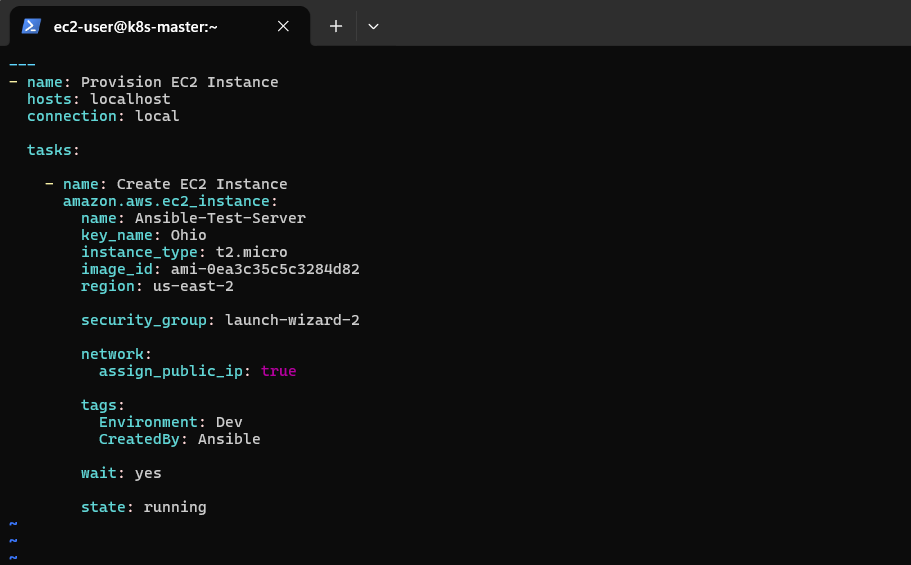 ec2-user@k8s-master:~
---
- name: Provision EC2 Instance
  hosts: localhost
  connection: local

  tasks:

    - name: Create EC2 Instance
      amazon.aws.ec2_instance:
        name: Ansible-Test-Server
        key_name: Ohio
        instance_type: t2.micro
        image_id: ami-0ea3c35c5c3284d82
        region: us-east-2

        security_group: launch-wizard-2

        network:
          assign_public_ip: true

        tags:
          Environment: Dev
          CreatedBy: Ansible

        wait: yes

        state: running
~
~
~